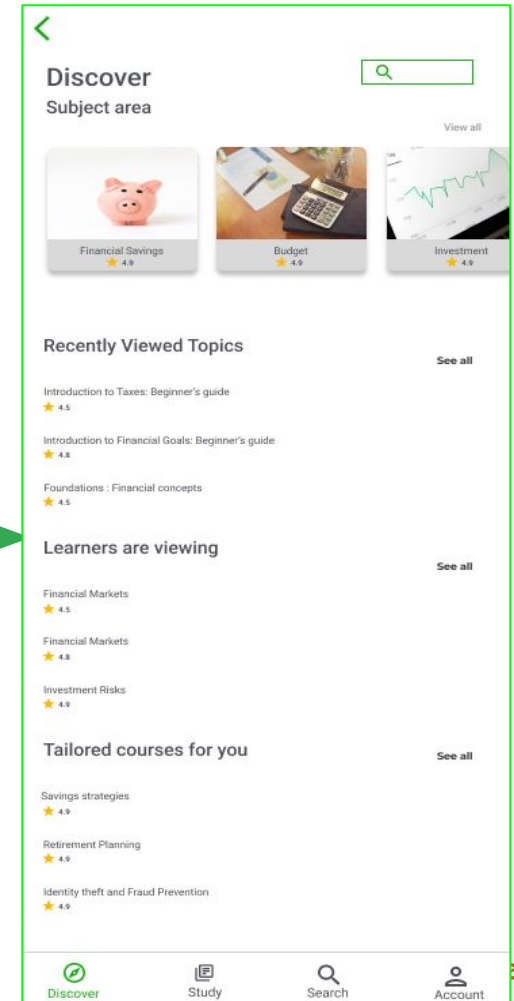 Discover
Subject area
View all
Financial Savings
4.9
Budget
4.9
Investment
4.9
Recently Viewed Topics
See all
Introduction to Taxes: Beginner's guide
4.5
Introduction to Financial Goals: Beginner's guide
4.8
Foundations : Financial concepts
4.5
Learners are viewing
See all
Financial Markets
4.5
Financial Markets
4.8
Investment Risks
4.9
Tailored courses for you
See all
Savings strategies
4.9
Retirement Planning
4.9
Identity theft and Fraud Prevention
4.9
Discover
Study
Search
Account